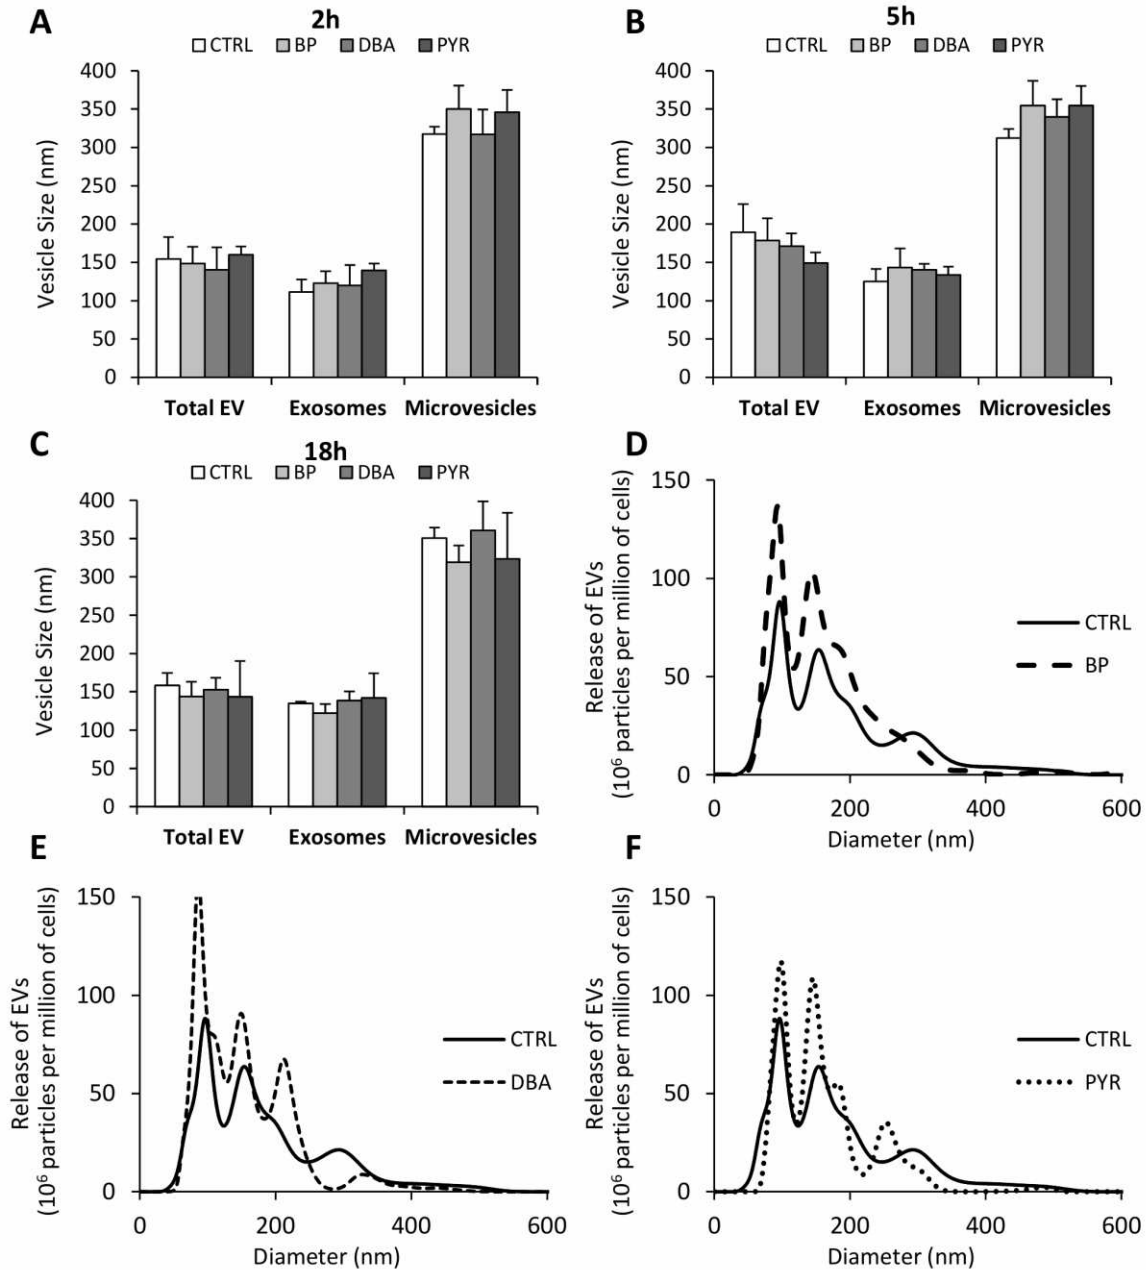 A 2h
CTRL BP DBA PYR
Vesicle Size (nm)
400
350
300
250
200
150
100
50
0
Total EV Exosomes Microvesicles
B 5h
CTRL BP DBA PYR
Vesicle Size (nm)
400
350
300
250
200
150
100
50
0
Total EV Exosomes Microvesicles
C 18h
CTRL BP DBA PYR
Vesicle Size (nm)
400
350
300
250
200
150
100
50
0
Total EV Exosomes Microvesicles
D
Release of EVs
(10⁶ particles per million of cells)
150
100
50
0
CTRL
BP
0 200 400 600
Diameter (nm)
E
Release of EVs
(10⁶ particles per million of cells)
150
100
50
0
CTRL
DBA
0 200 400 600
Diameter (nm)
F
Release of EVs
(10⁶ particles per million of cells)
150
100
50
0
CTRL
PYR
0 200 400 600
Diameter (nm)